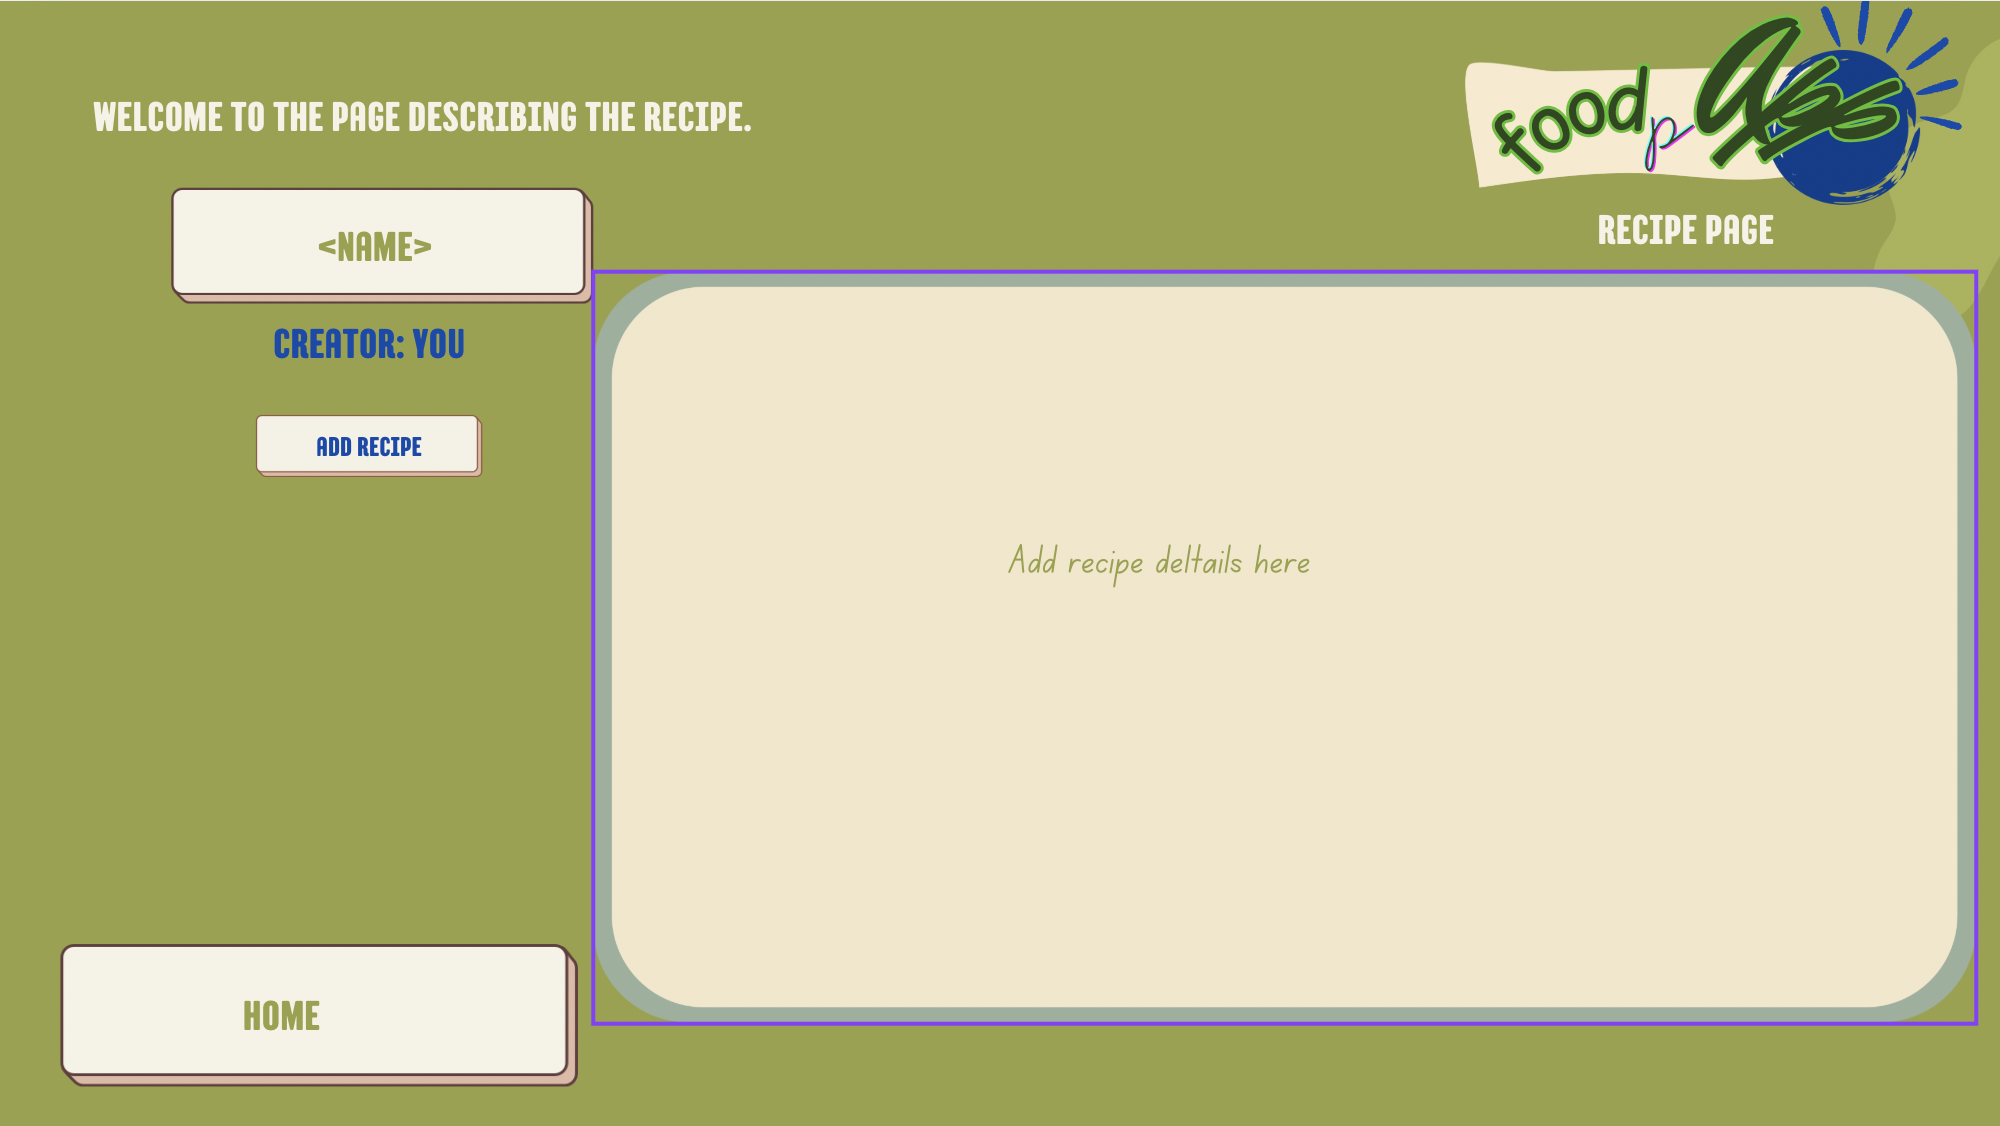 WELCOME TO THE PAGE DESCRIBING THE RECIPE.
food pAss
RECIPE PAGE
<NAME>
CREATOR: YOU
ADD RECIPE
Add recipe deltails here
HOME